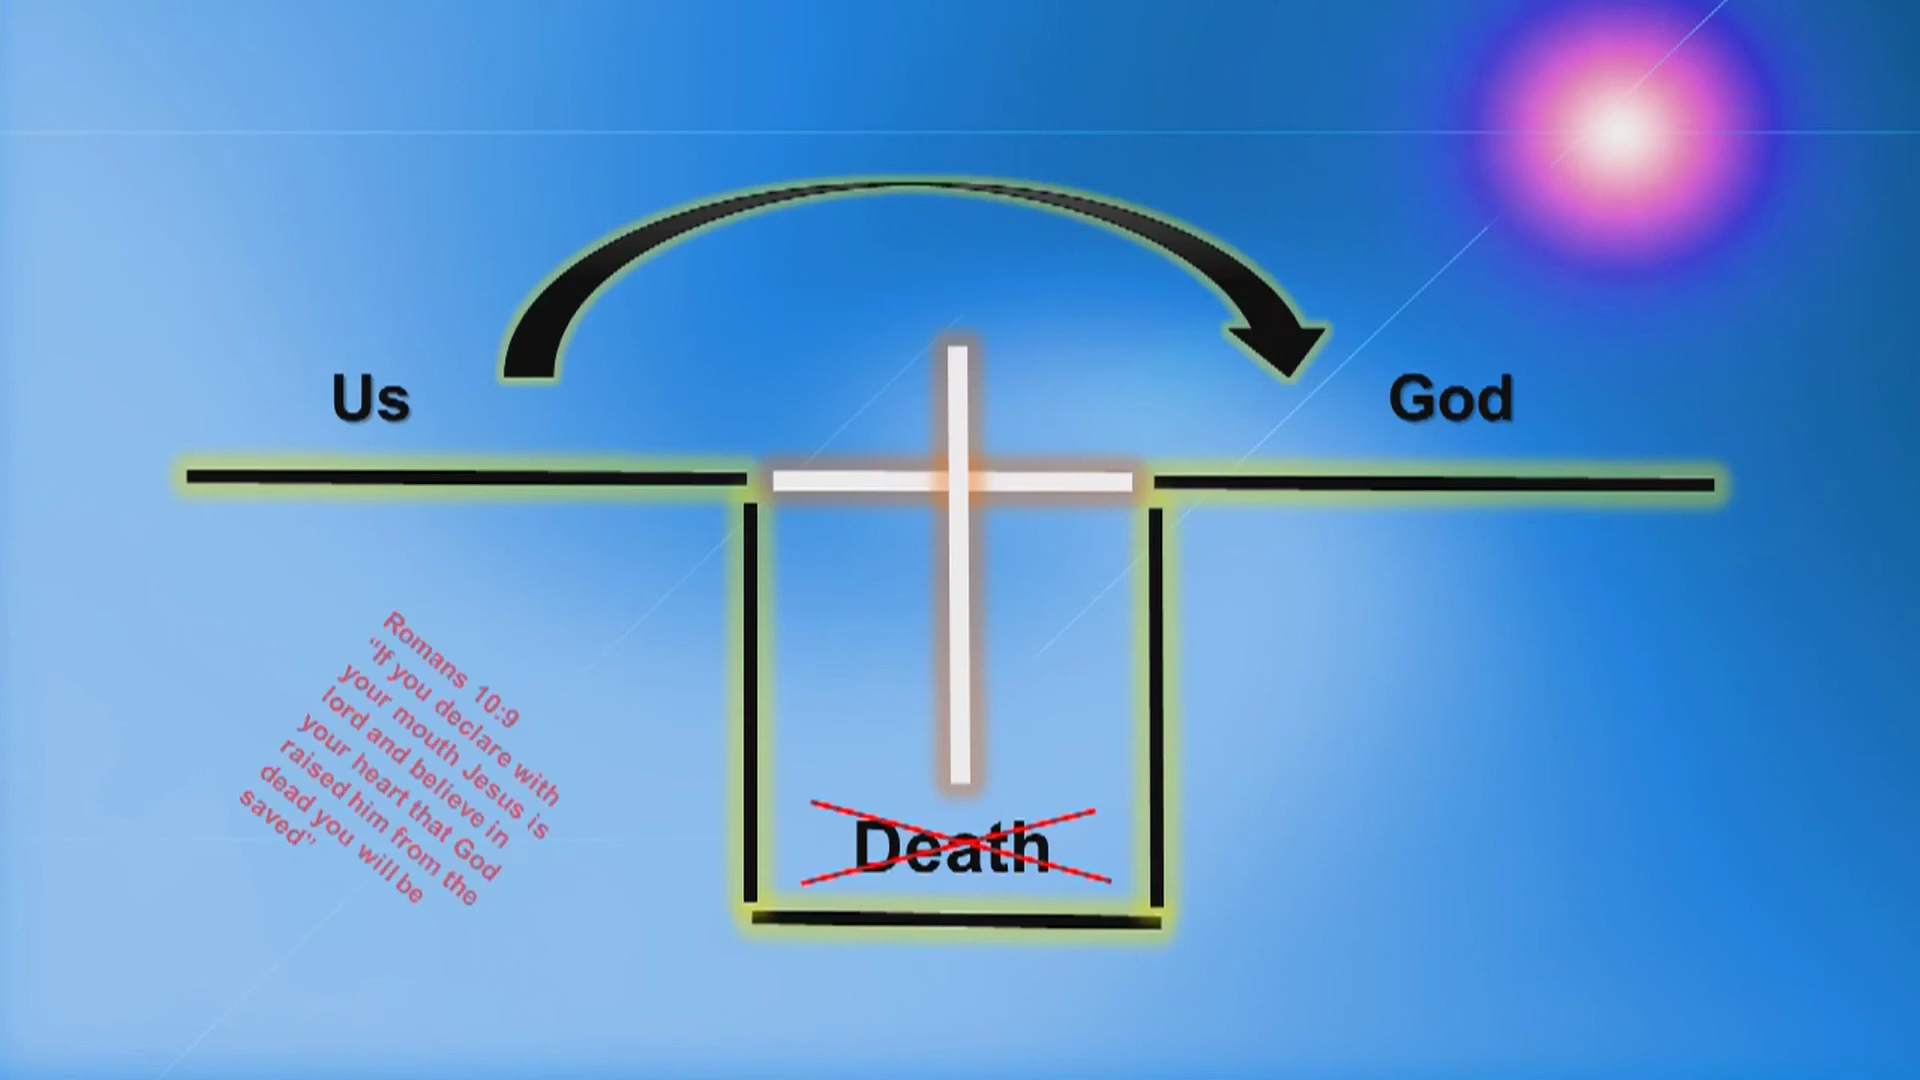 Us
God
Romans 10:9
“If you declare with
your mouth Jesus is
lord and believe in
your heart that God
raised him from the
dead you will be
saved”
Death